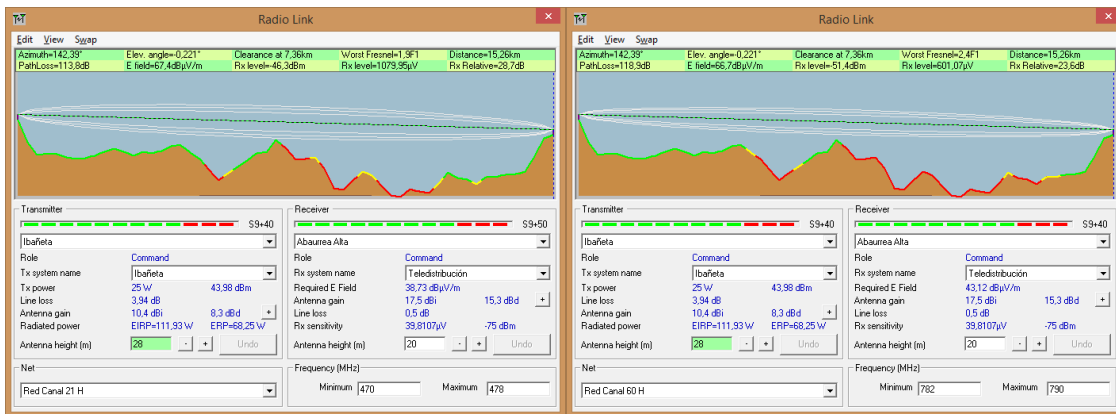 Radio Link
Edit View Swap
Azimuth=142,39° Elev. angle=-0,221° Clearance at 7,36km Worst Fresnel=1,9F1 Distance=15,26km
PathLoss=113,8dB E field=67,4dBµV/m Rx level=-46,3dBm Rx level=1079,95µV Rx Relative=28,7dB
Transmitter
S9+40
Ibañeta
Role Command
Tx system name Ibañeta
Tx power 25 W 43,98 dBm
Line loss 3,94 dB
Antenna gain 10,4 dBi 8,3 dBd +
Radiated power EIRP=111,93 W ERP=68,25 W
Antenna height (m) 28 - + Undo
Receiver
S9+50
Abaurrea Alta
Role Command
Rx system name Teledistribución
Required E Field 38,73 dBµV/m
Antenna gain 17,5 dBi 15,3 dBd +
Line loss 0,5 dB
Rx sensitivity 39,8107µV -75 dBm
Antenna height (m) 20 - + Undo
Net
Red Canal 21 H
Frequency (MHz)
Minimum 470 Maximum 478
Radio Link
Edit View Swap
Azimuth=142,39° Elev. angle=-0,221° Clearance at 7,36km Worst Fresnel=2,4F1 Distance=15,26km
PathLoss=118,9dB E field=66,7dBµV/m Rx level=-51,4dBm Rx level=601,07µV Rx Relative=23,6dB
Transmitter
S9+40
Ibañeta
Role Command
Tx system name Ibañeta
Tx power 25 W 43,98 dBm
Line loss 3,94 dB
Antenna gain 10,4 dBi 8,3 dBd +
Radiated power EIRP=111,93 W ERP=68,25 W
Antenna height (m) 28 - + Undo
Receiver
S9+40
Abaurrea Alta
Role Command
Rx system name Teledistribución
Required E Field 43,12 dBµV/m
Antenna gain 17,5 dBi 15,3 dBd +
Line loss 0,5 dB
Rx sensitivity 39,8107µV -75 dBm
Antenna height (m) 20 - + Undo
Net
Red Canal 60 H
Frequency (MHz)
Minimum 782 Maximum 790